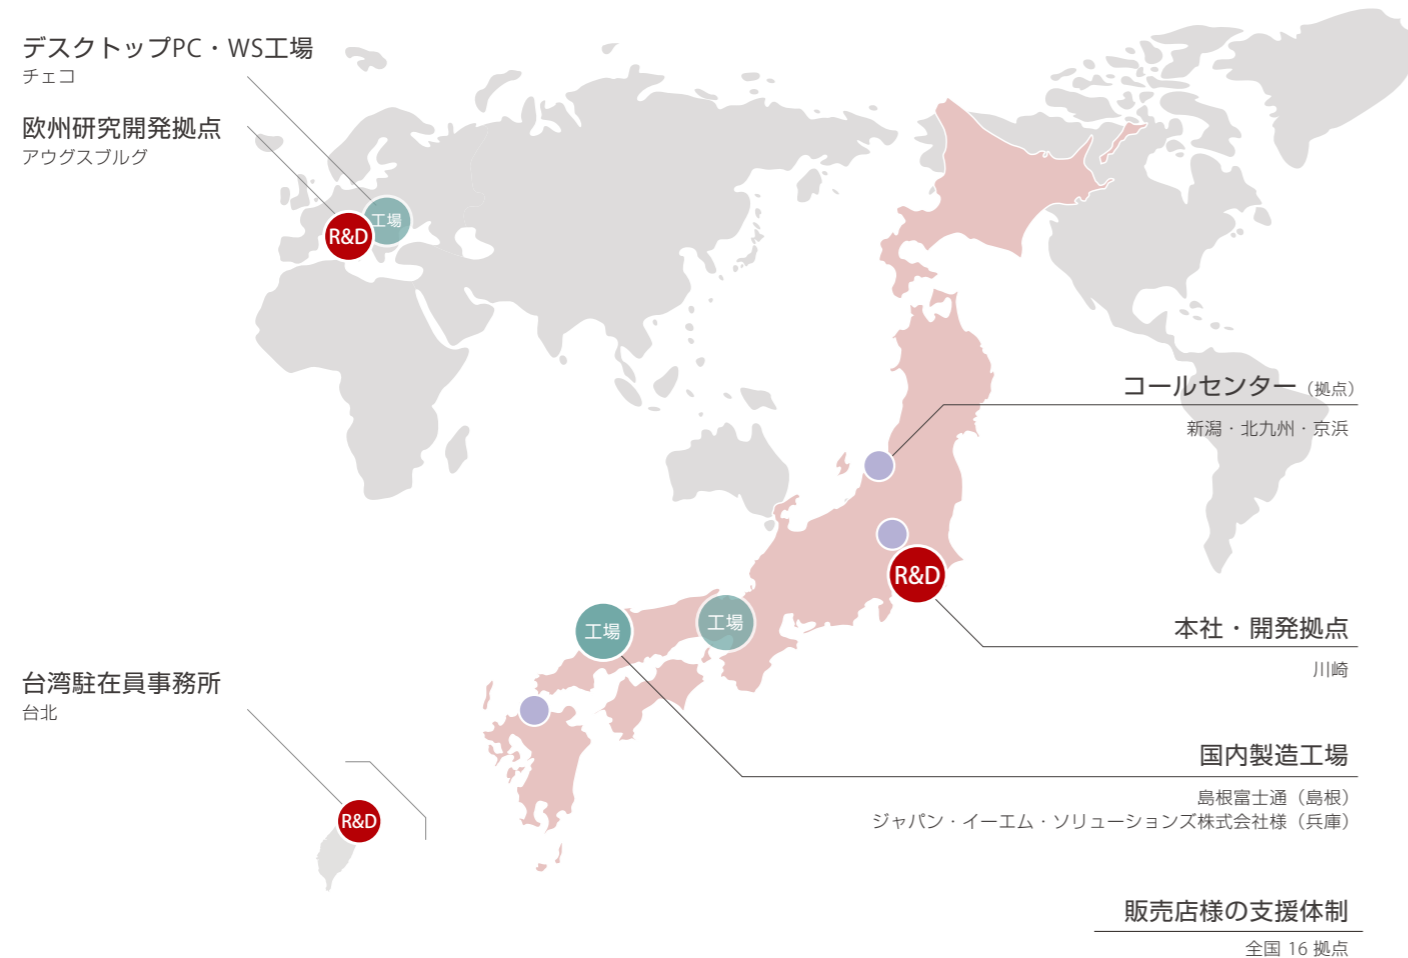 デスクトップPC・WS工場
チェコ
欧州研究開発拠点
アウグスブルグ
工場
R&D
コールセンター（拠点）
新潟・北九州・京浜
R&D
本社・開発拠点
川崎
工場
工場
台湾駐在員事務所
台北
R&D
国内製造工場
島根富士通（島根）
ジャパン・イーエム・ソリューションズ株式会社様（兵庫）
販売店様の支援体制
全国 16 拠点